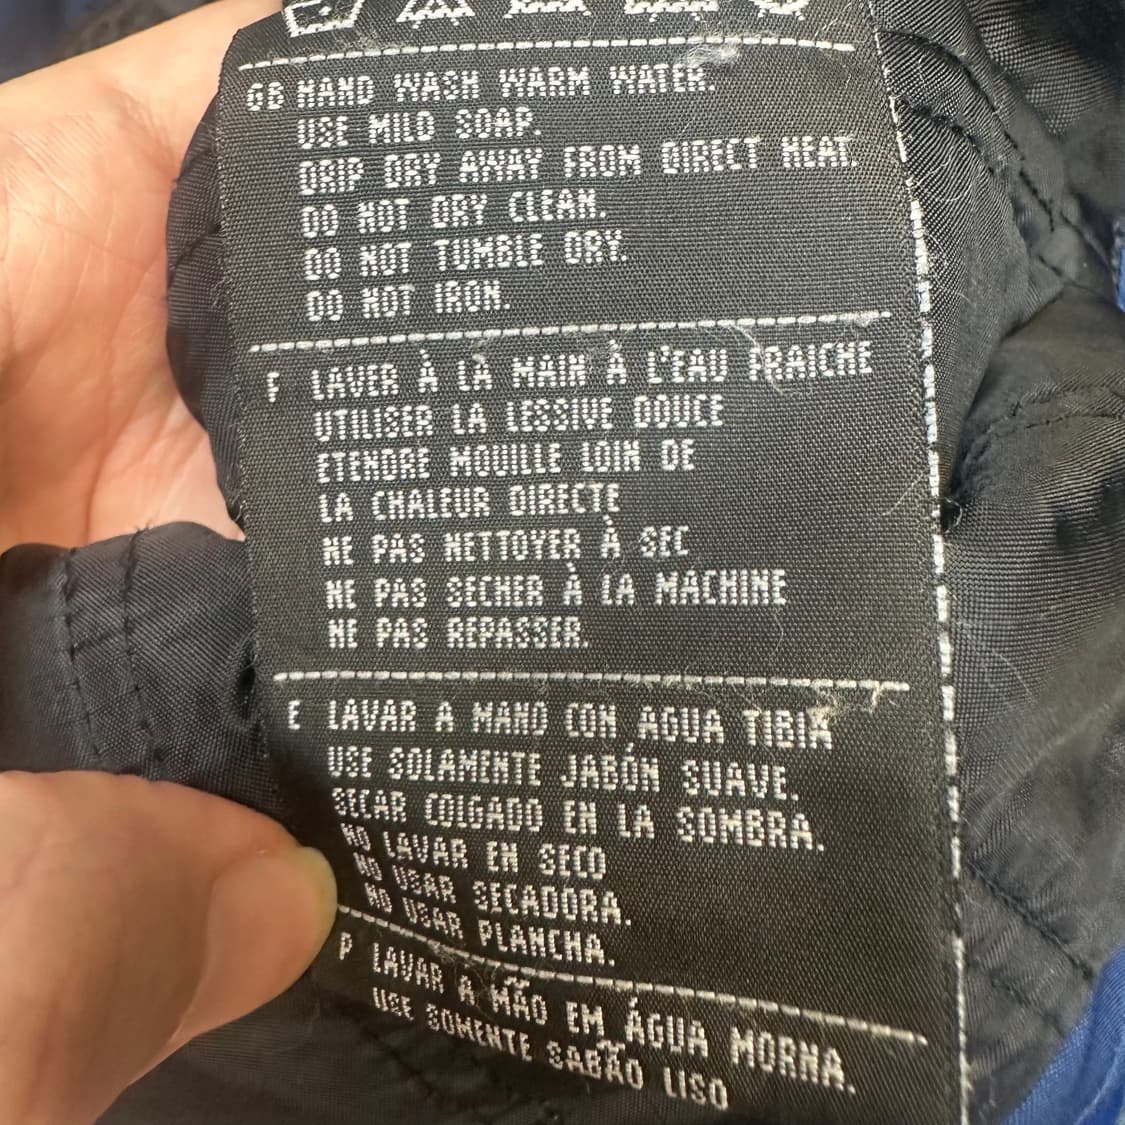 GB HAND WASH WARM WATER.
USE MILD SOAP.
DRIP DRY AWAY FROM DIRECT HEAT.
DO NOT DRY CLEAN.
DO NOT TUMBLE DRY.
DO NOT IRON.
F LAVER À LÀ MAIN À L'EAU FRAICHE
UTILISER LA LESSIVE DOUCE
ETENDRE MOUILLE LOIN DE
LA CHALEUR DIRECTE
NE PAS NETTOYER À SEC
NE PAS SECHER À LA MACHINE
NE PAS REPASSER.
E LAVAR A MANO CON AGUA TIBIA
USE SOLAMENTE JABÓN SUAVE.
SECAR COLGADO EN LA SOMBRA.
NO LAVAR EN SECO
NO USAR SECADORA.
NO USAR PLANCHA.
P LAVAR A MÃO EM ÁGUA MORNA.
USE SOMENTE SABÃO LISO